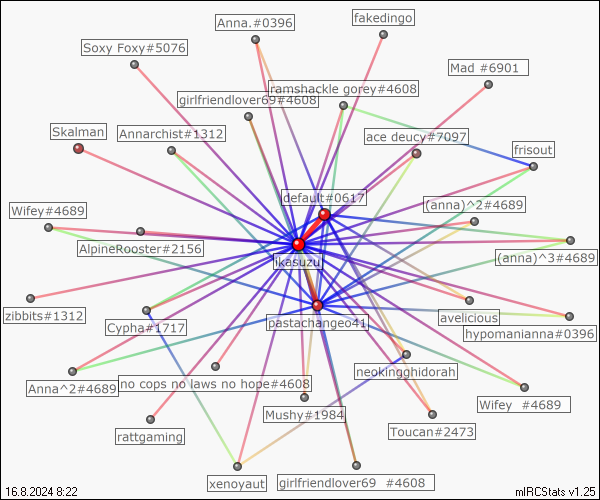 Anna.#0396
fakedingo
Soxy Foxy#5076
Mad #6901
ramshackle gorey#4608
girlfriendlover69#4608
Skalman
Annarchist#1312
ace deucy#7097
frisout
default#0617
Wifey#4689
(anna)^2#4689
AlpineRooster#2156
ikasuzu
(anna)^3#4689
zibbits#1312
Cypha#1717
pastachangeo41
avelicious
hypomanianna#0396
Anna^2#4689
no cops no laws no hope#4608
neokingghidorah
Mushy#1984
Wifey #4689
rattgaming
Toucan#2473
xenoyaut
girlfriendlover69 #4608
16.8.2024 8:22
mIRCStats v1.25